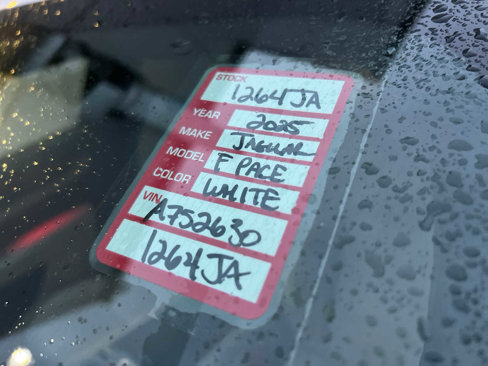 STOCK 1264JA
YEAR 2025
MAKE JAGUAR
MODEL F PACE
COLOR WHITE
VIN A752630
1264JA